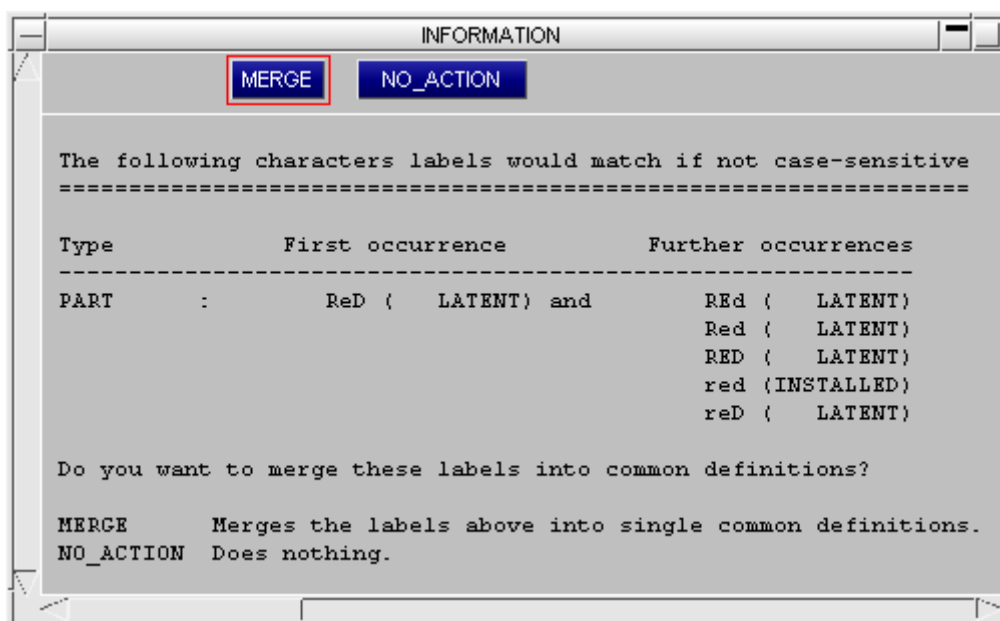 INFORMATION
MERGE NO_ACTION
The following characters labels would match if not case-sensitive
=================================================================
Type First occurrence Further occurrences
-------------------------------------------------------------
PART : ReD ( LATENT) and REd ( LATENT)
Red ( LATENT)
RED ( LATENT)
red (INSTALLED)
reD ( LATENT)
Do you want to merge these labels into common definitions?
MERGE Merges the labels above into single common definitions.
NO_ACTION Does nothing.